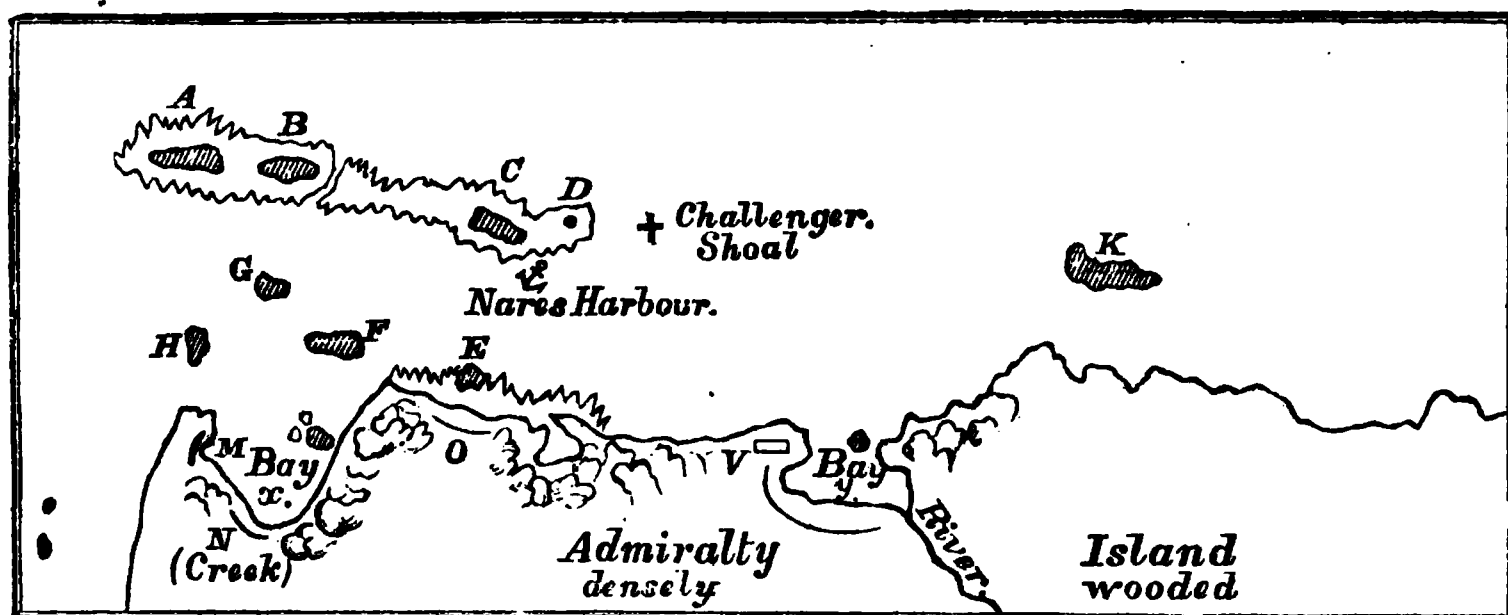 A
B
C
D
Challenger.
Shoal
K
G
Nares Harbour.
H
F
E
M
Bay
x.
O
V
Bay
y.
N
(Creek)
River.
Admiralty
densely
Island
wooded